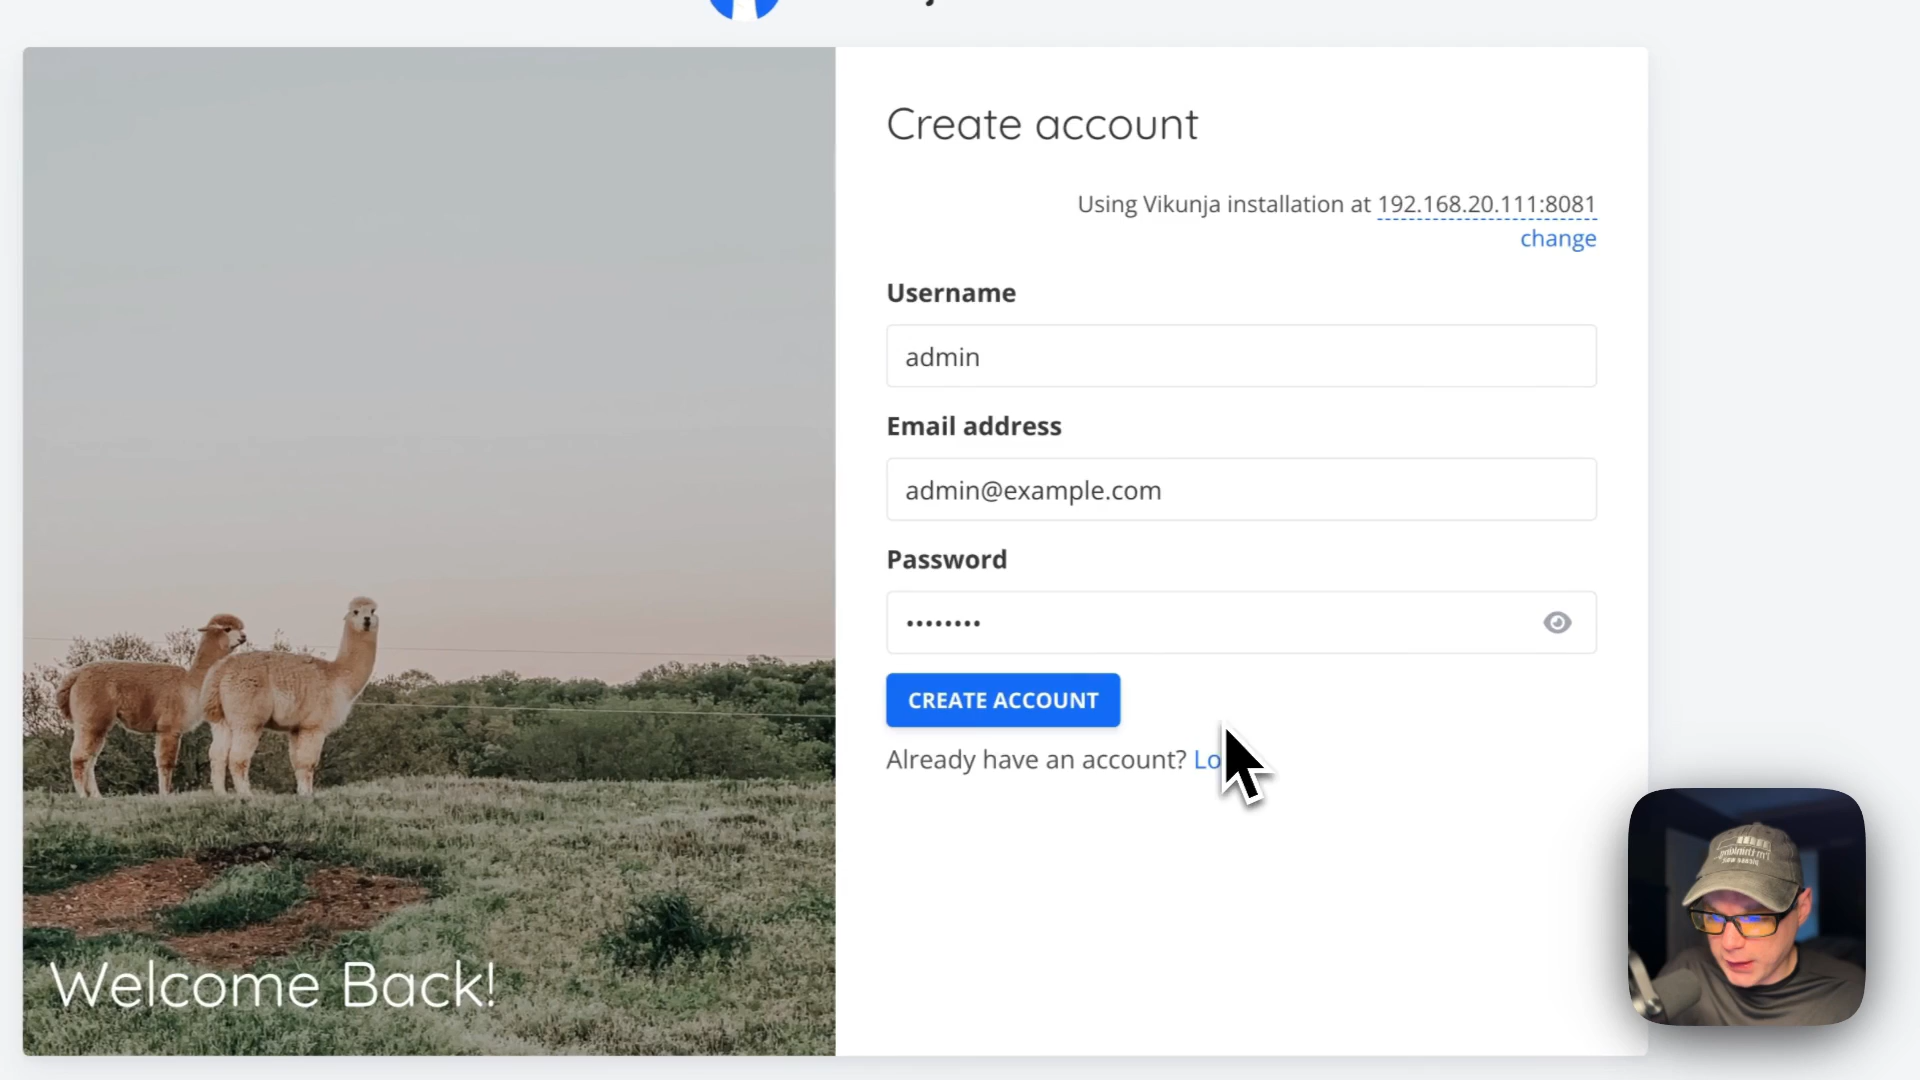 Create account
Using Vikunja installation at 192.168.20.111:8081
change
Username
admin
Email address
admin@example.com
Password
••••••••
CREATE ACCOUNT
Already have an account? Lo
Welcome Back!